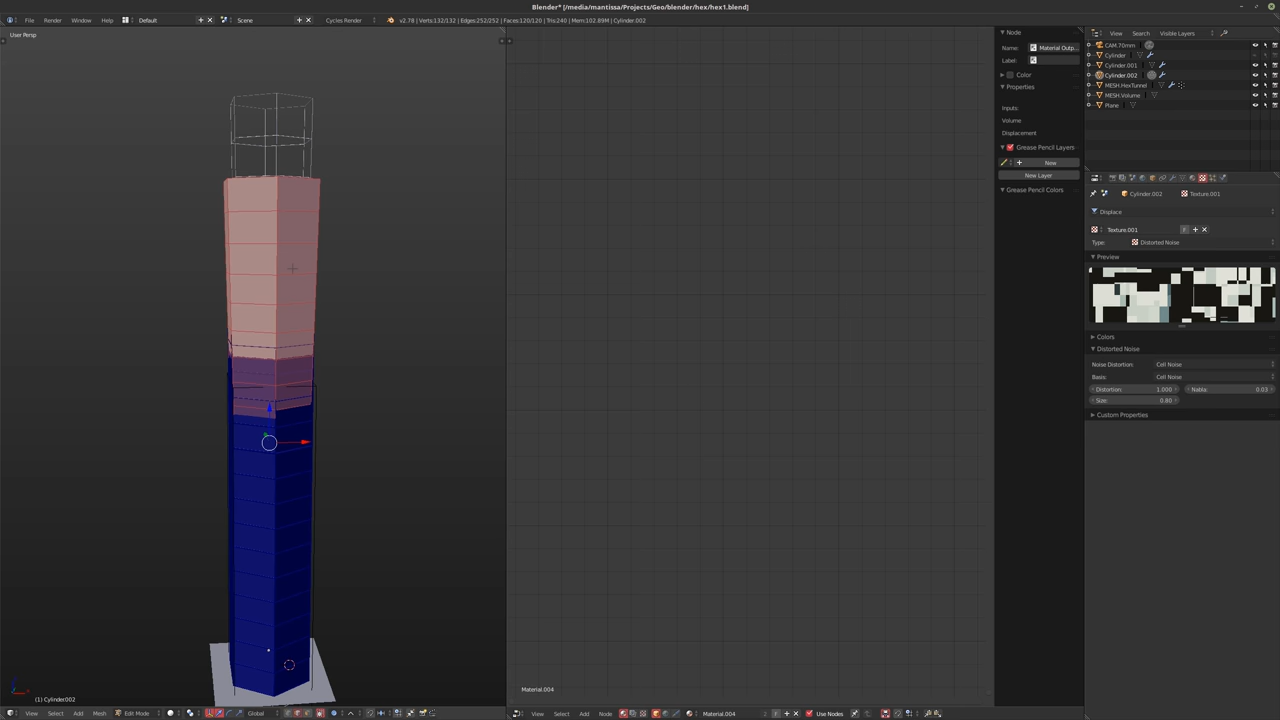 Blender* [/media/mantissa/Projects/Geo/blender/hex/hex1.blend]
File Render Window Help Default Scene Cycles Render v2.78 | Verts:132/132 | Edges:252/252 | Faces:120/120 | Tris:240 | Mem:102.89M | Cylinder.002
User Persp
(1) Cylinder.002
View Select Add Mesh Edit Mode Global
Material.004
View Select Add Node Material.004 2 F Use Nodes
Node
Name: Material Outp...
Label:
Color
Properties
Inputs:
Volume
Displacement
Grease Pencil Layers
New
New Layer
Grease Pencil Colors
View Search Visible Layers
CAM.70mm
Cylinder
Cylinder.001
Cylinder.002
MESH.HexTunnel
MESH.Volume
Plane
Cylinder.002 Texture.001
Displace
Texture.001 F
Type: Distorted Noise
Preview
Colors
Distorted Noise
Noise Distortion: Cell Noise
Basis: Cell Noise
Distortion: 1.000 Nabla: 0.03
Size: 0.80
Custom Properties